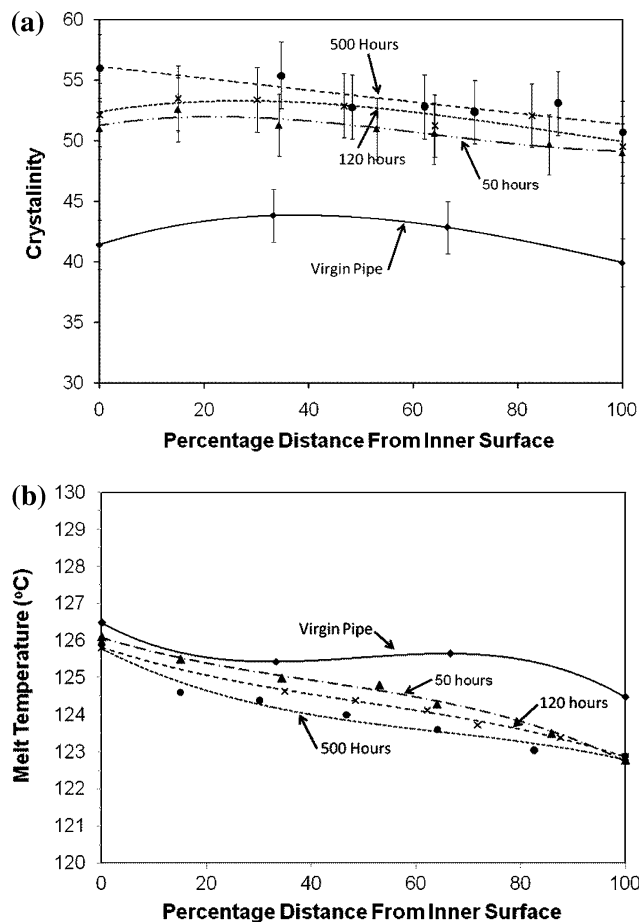 (a)
60
55
50
45
40
35
30
Crystalinity
500 Hours
120 hours
50 hours
Virgin Pipe
0 20 40 60 80 100
Percentage Distance From Inner Surface
(b)
130
129
128
127
126
125
124
123
122
121
120
Melt Temperature (ºC)
Virgin Pipe
50 hours
120 hours
500 Hours
0 20 40 60 80 100
Percentage Distance From Inner Surface